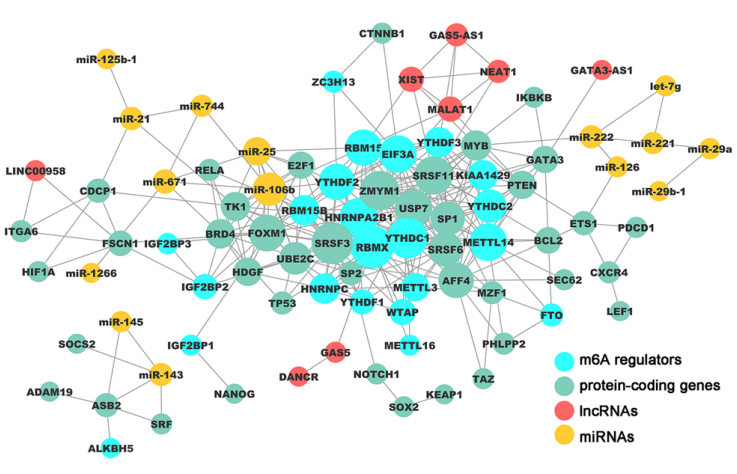 CTNNB1
GAS5-AS1
miR-125b-1
ZC3H13
XIST
NEAT1
GATA3-AS1
let-7g
IKBKB
miR-744
MALAT1
miR-21
miR-222
miR-221
miR-29a
miR-25
RBM15
EIF3A
YTHDF3
MYB
GATA3
LINC00958
RELA
E2F1
miR-126
miR-671
miR-106b
YTHDF2
ZMYM1
SRSF11
KIAA1429
PTEN
miR-29b-1
CDCP1
TK1
RBM15B
HNRNPA2B1
USP7
SP1
YTHDC2
ITGA6
FSCN1
IGF2BP3
BRD4
FOXM1
SRSF3
RBMX
YTHDC1
SRSF6
METTL14
BCL2
ETS1
PDCD1
HIF1A
miR-1266
HDGF
UBE2C
SP2
AFF4
SEC62
CXCR4
IGF2BP2
TP53
HNRNPC
YTHDF1
METTL3
WTAP
MZF1
FTO
LEF1
miR-145
SOCS2
IGF2BP1
GAS5
METTL16
PHLPP2
m6A regulators
miR-143
DANCR
NOTCH1
TAZ
protein-coding genes
ADAM19
ASB2
NANOG
SOX2
KEAP1
lncRNAs
SRF
miRNAs
ALKBH5